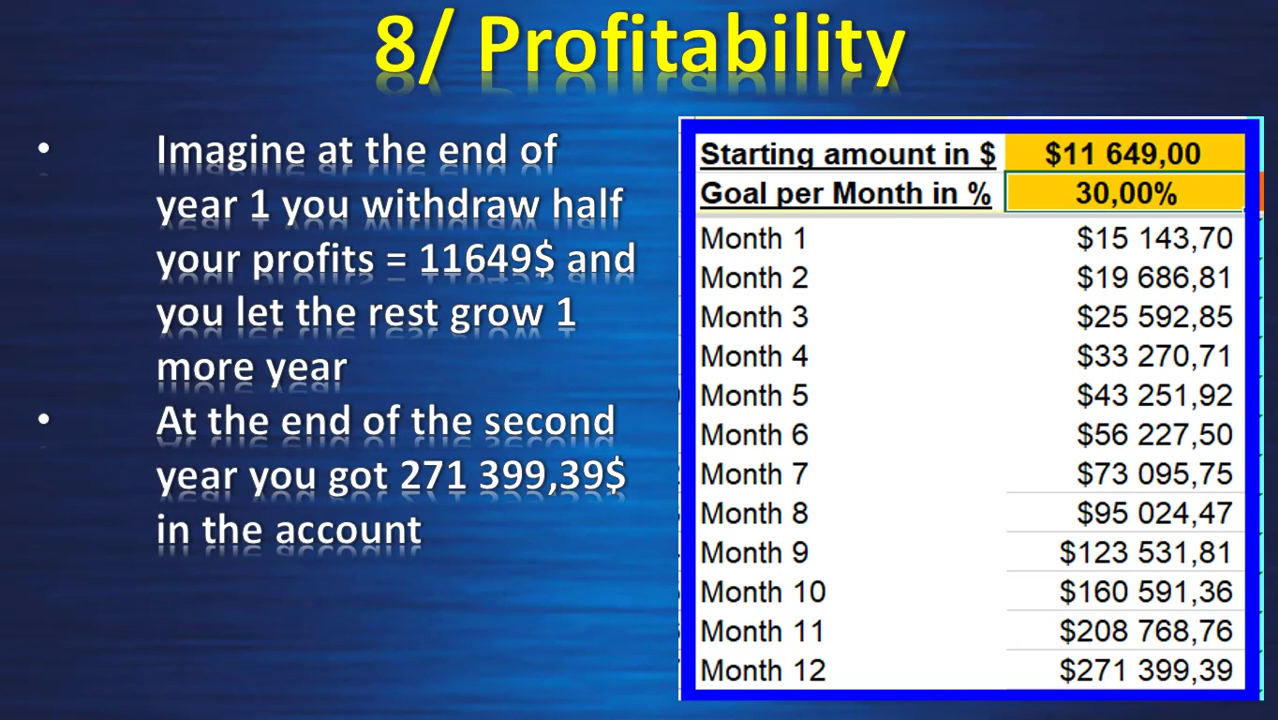 8/ Profitability
• Imagine at the end of
year 1 you withdraw half
your profits = 11649$ and
you let the rest grow 1
more year
• At the end of the second
year you got 271 399,39$
in the account
Starting amount in $ $11 649,00
Goal per Month in % 30,00%
Month 1 $15 143,70
Month 2 $19 686,81
Month 3 $25 592,85
Month 4 $33 270,71
Month 5 $43 251,92
Month 6 $56 227,50
Month 7 $73 095,75
Month 8 $95 024,47
Month 9 $123 531,81
Month 10 $160 591,36
Month 11 $208 768,76
Month 12 $271 399,39